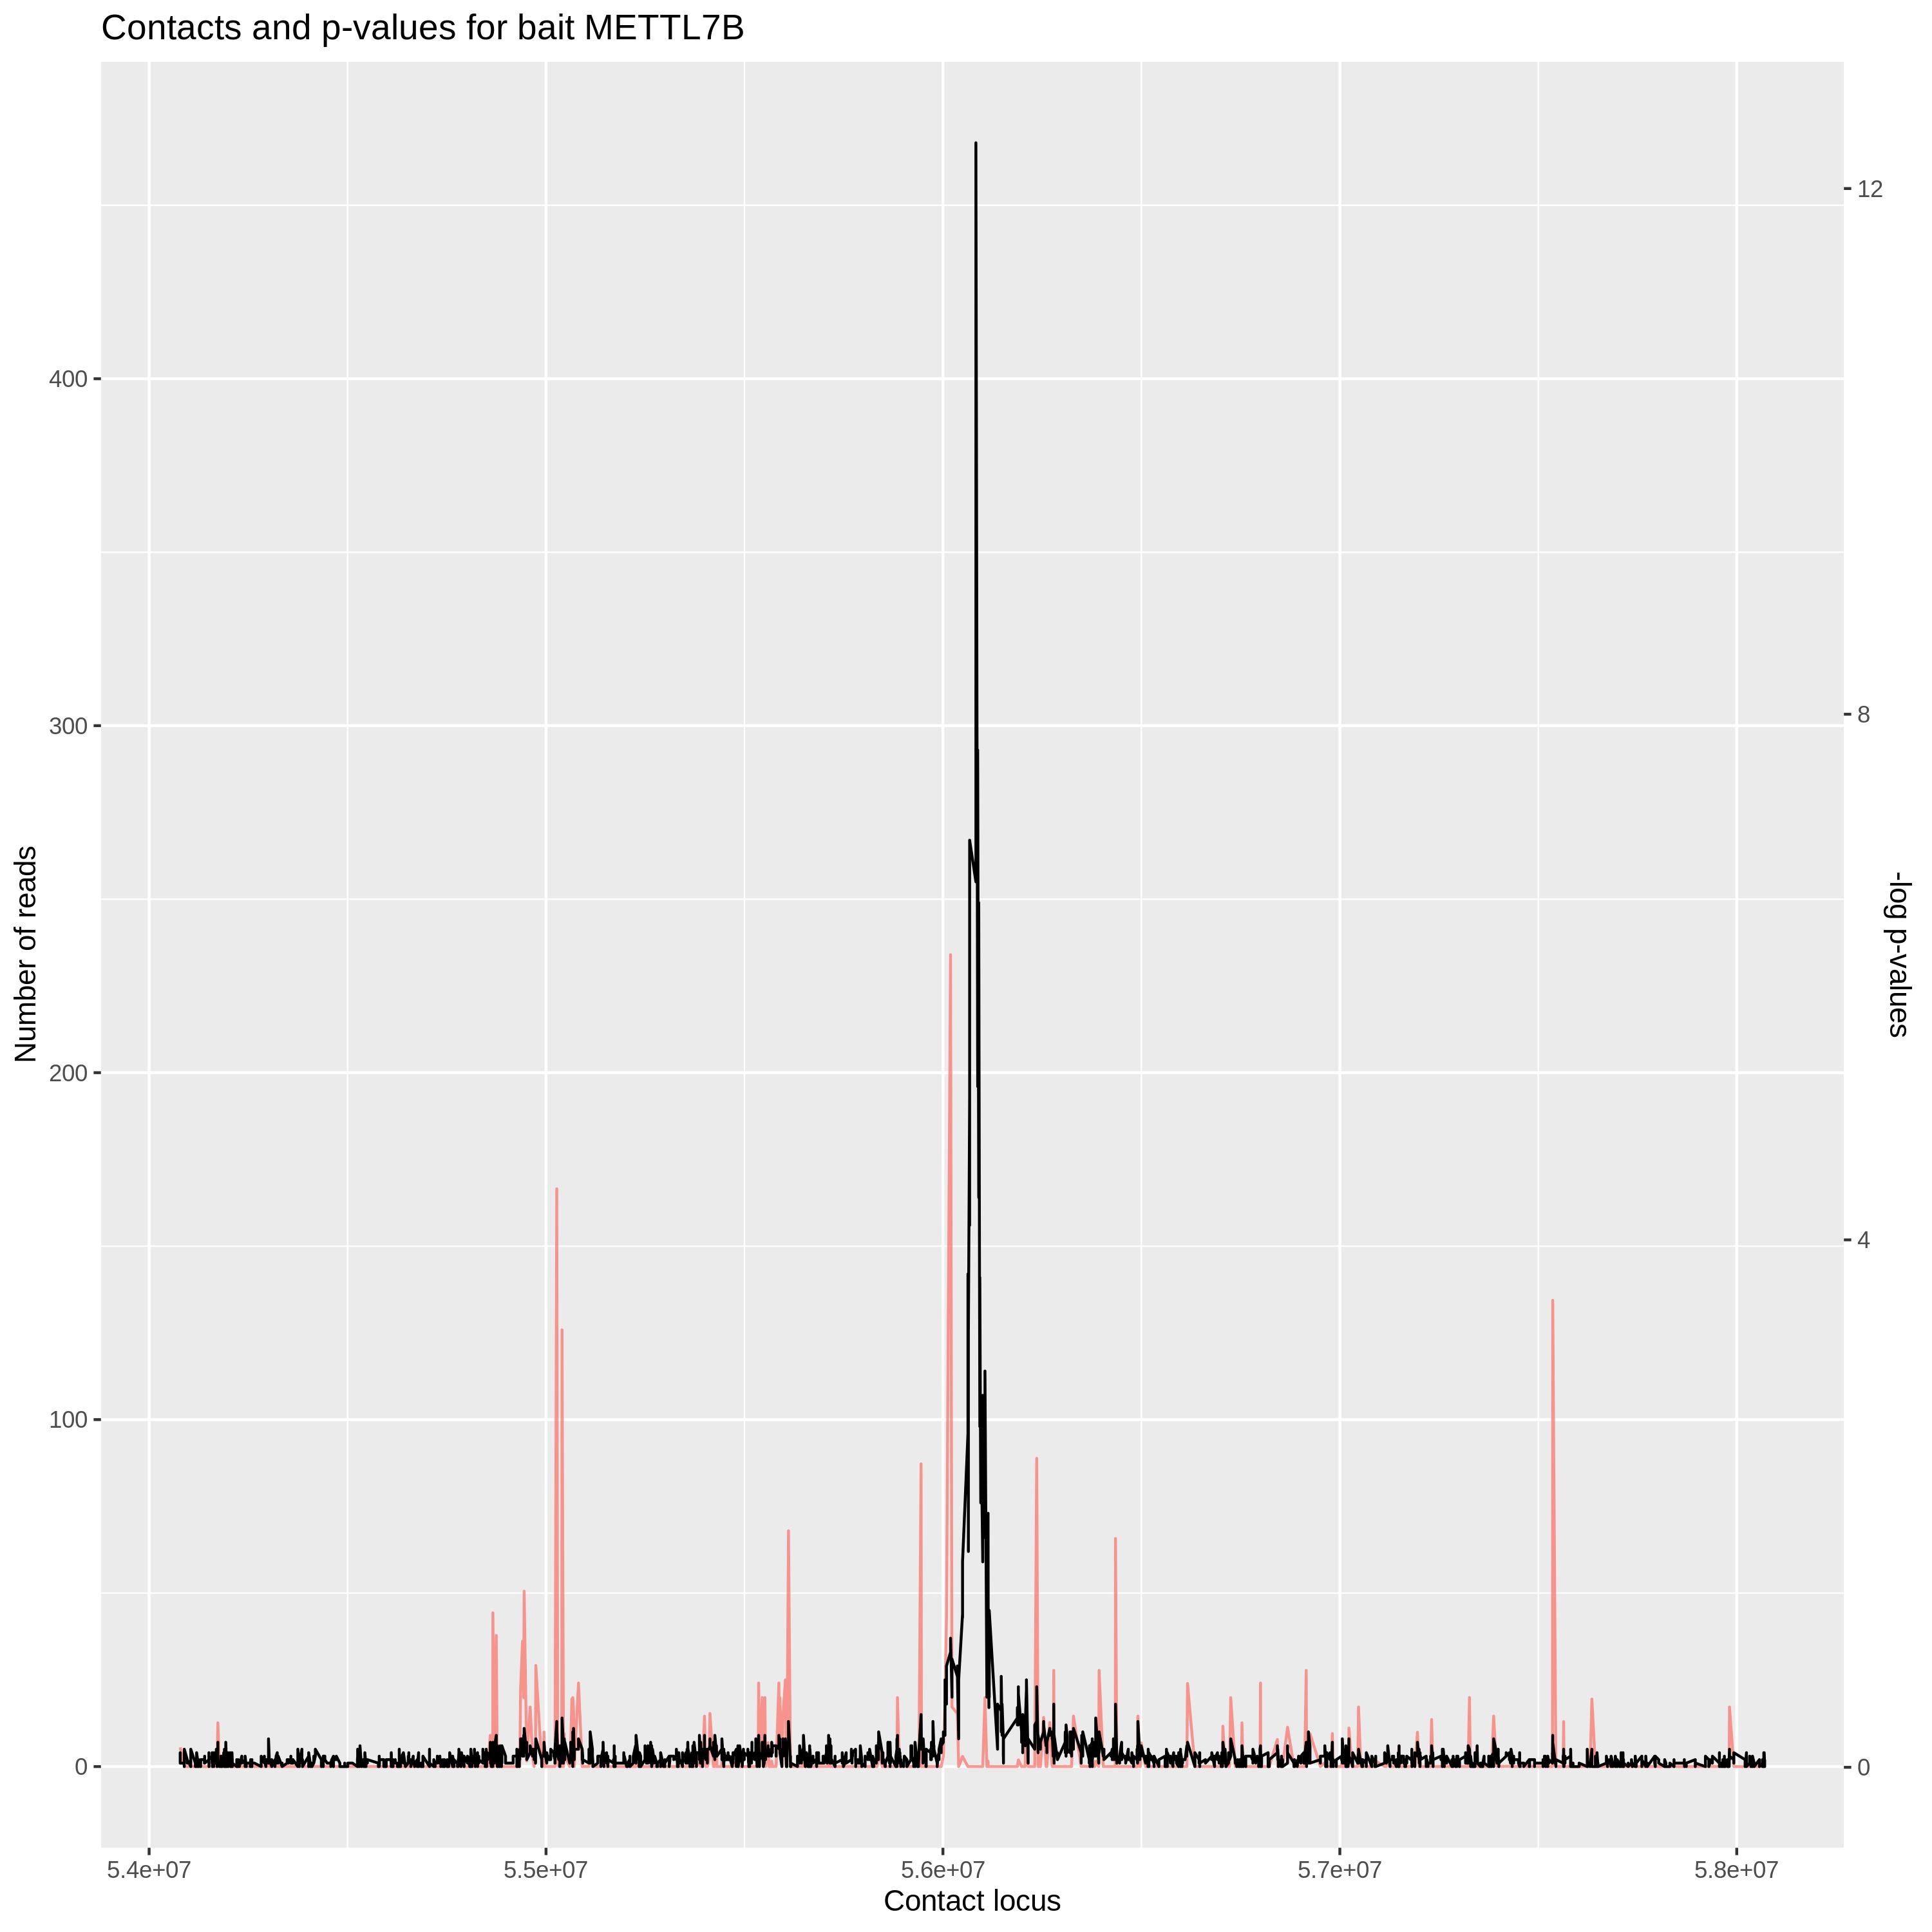 Contacts and p-values for bait METTL7B
12
400
300
8
Number of reads
-log p-values
200
4
100
0
0
5.4e+07
5.5e+07
5.6e+07
5.7e+07
5.8e+07
Contact locus